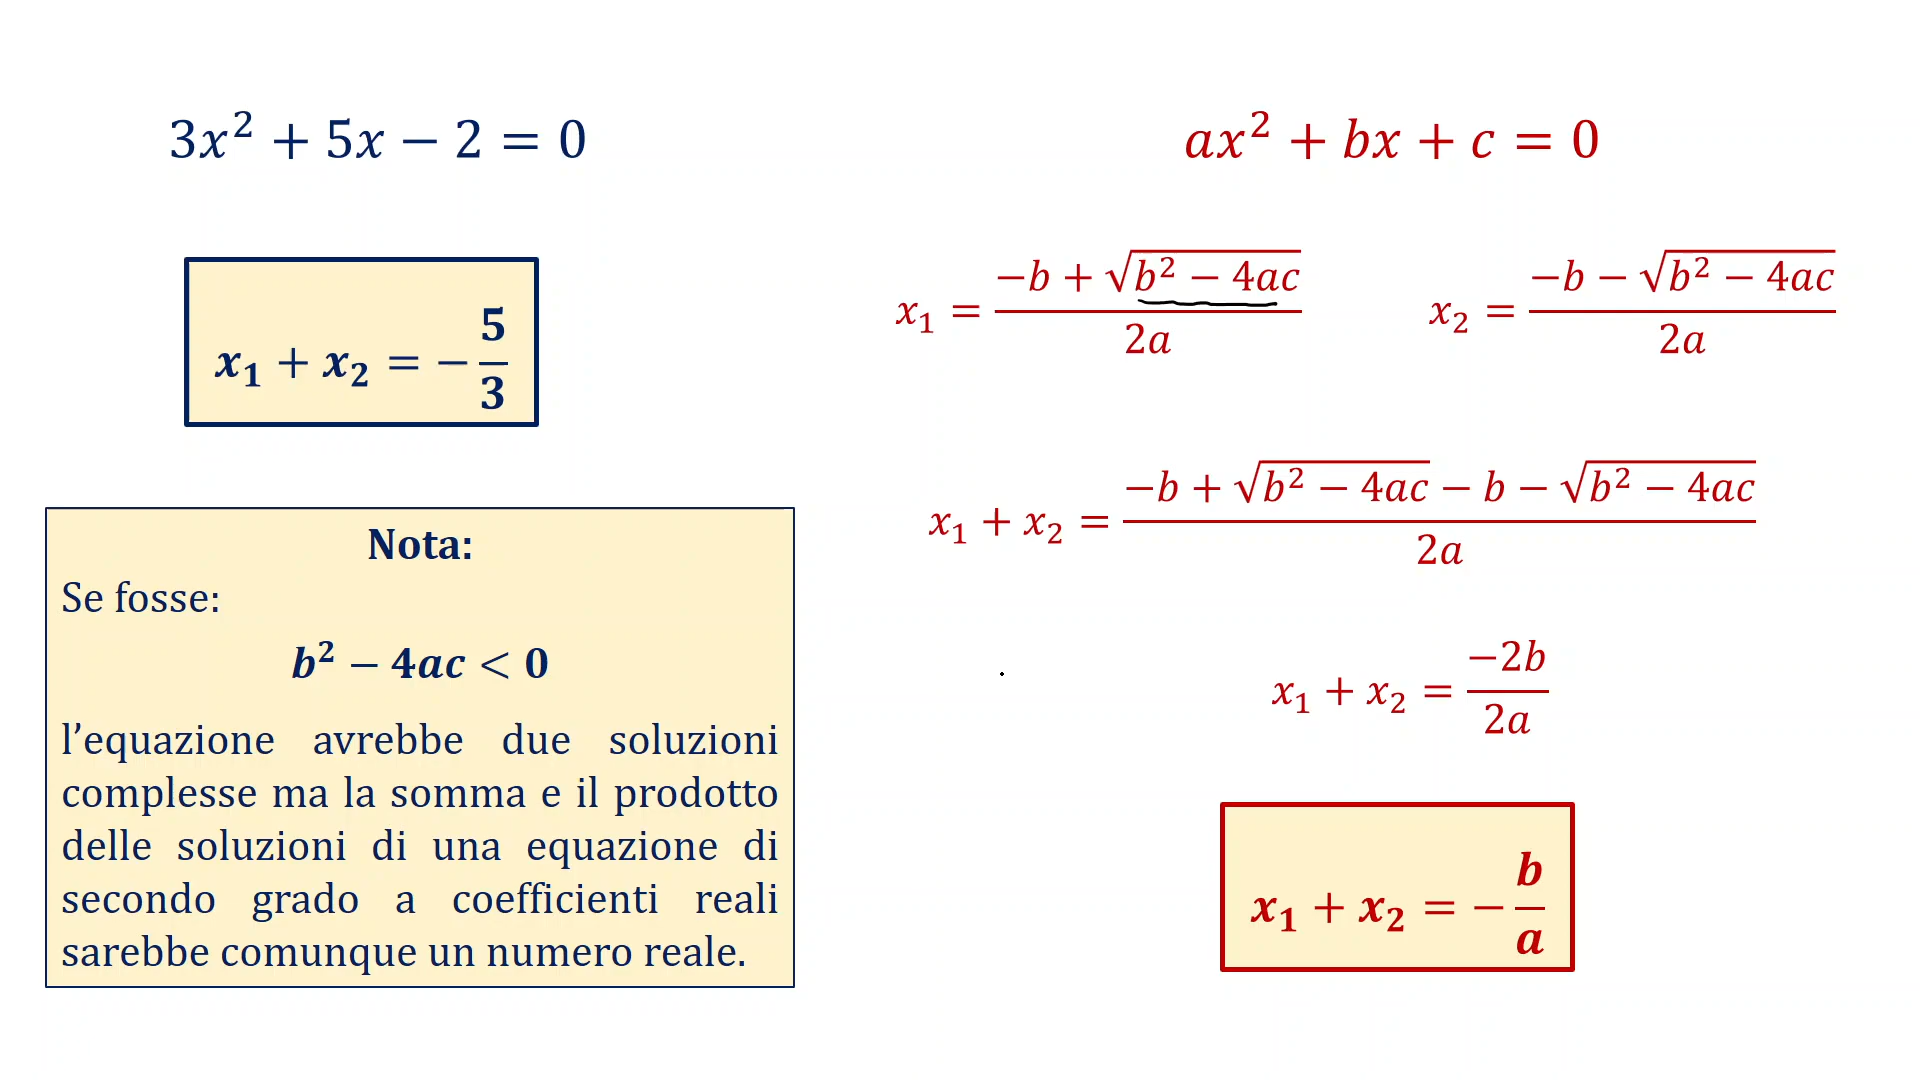 3x² + 5x − 2 = 0
x₁ + x₂ = − 5/3
Nota:
Se fosse:
b² − 4ac < 0
l’equazione avrebbe due soluzioni
complesse ma la somma e il prodotto
delle soluzioni di una equazione di
secondo grado a coefficienti reali
sarebbe comunque un numero reale.
ax² + bx + c = 0
x₁ = (−b + √(b² − 4ac)) / 2a
x₂ = (−b − √(b² − 4ac)) / 2a
x₁ + x₂ = (−b + √(b² − 4ac) − b − √(b² − 4ac)) / 2a
x₁ + x₂ = −2b / 2a
x₁ + x₂ = − b/a